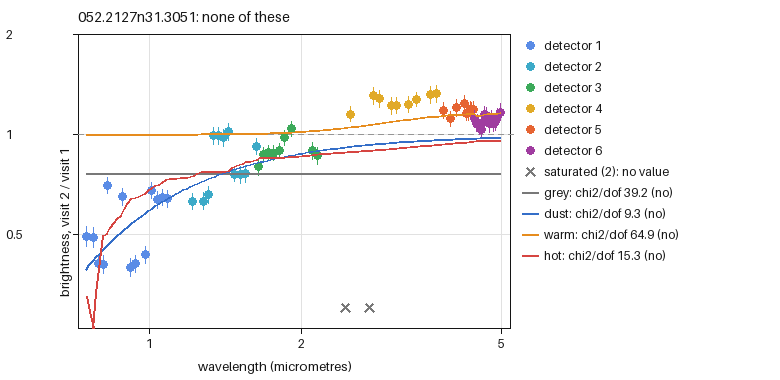 052.2127n31.3051: none of these
2
1
0.5
brightness, visit 2 / visit 1
1
2
5
wavelength (micrometres)
detector 1
detector 2
detector 3
detector 4
detector 5
detector 6
saturated (2): no value
grey: chi2/dof 39.2 (no)
dust: chi2/dof 9.3 (no)
warm: chi2/dof 64.9 (no)
hot: chi2/dof 15.3 (no)